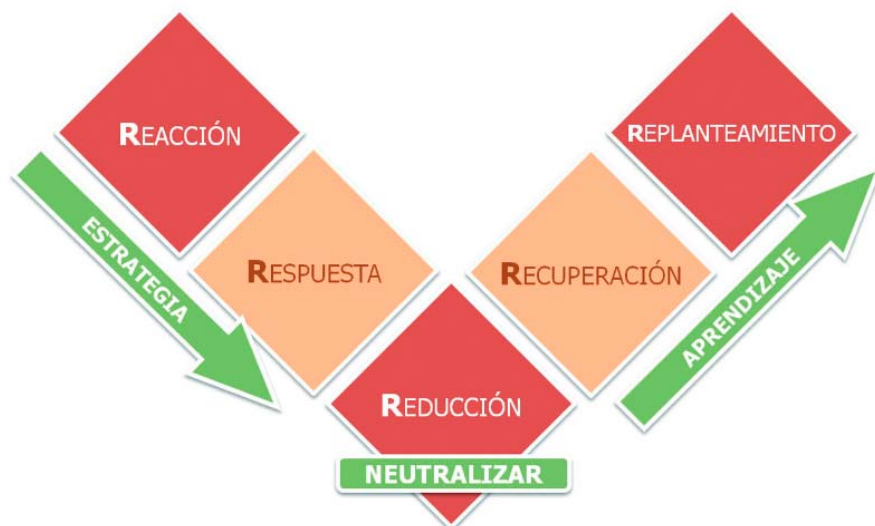 REACCIÓN
RESPUESTA
REDUCCIÓN
RECUPERACIÓN
REPLANTEAMIENTO
ESTRATEGIA
NEUTRALIZAR
APRENDIZAJE